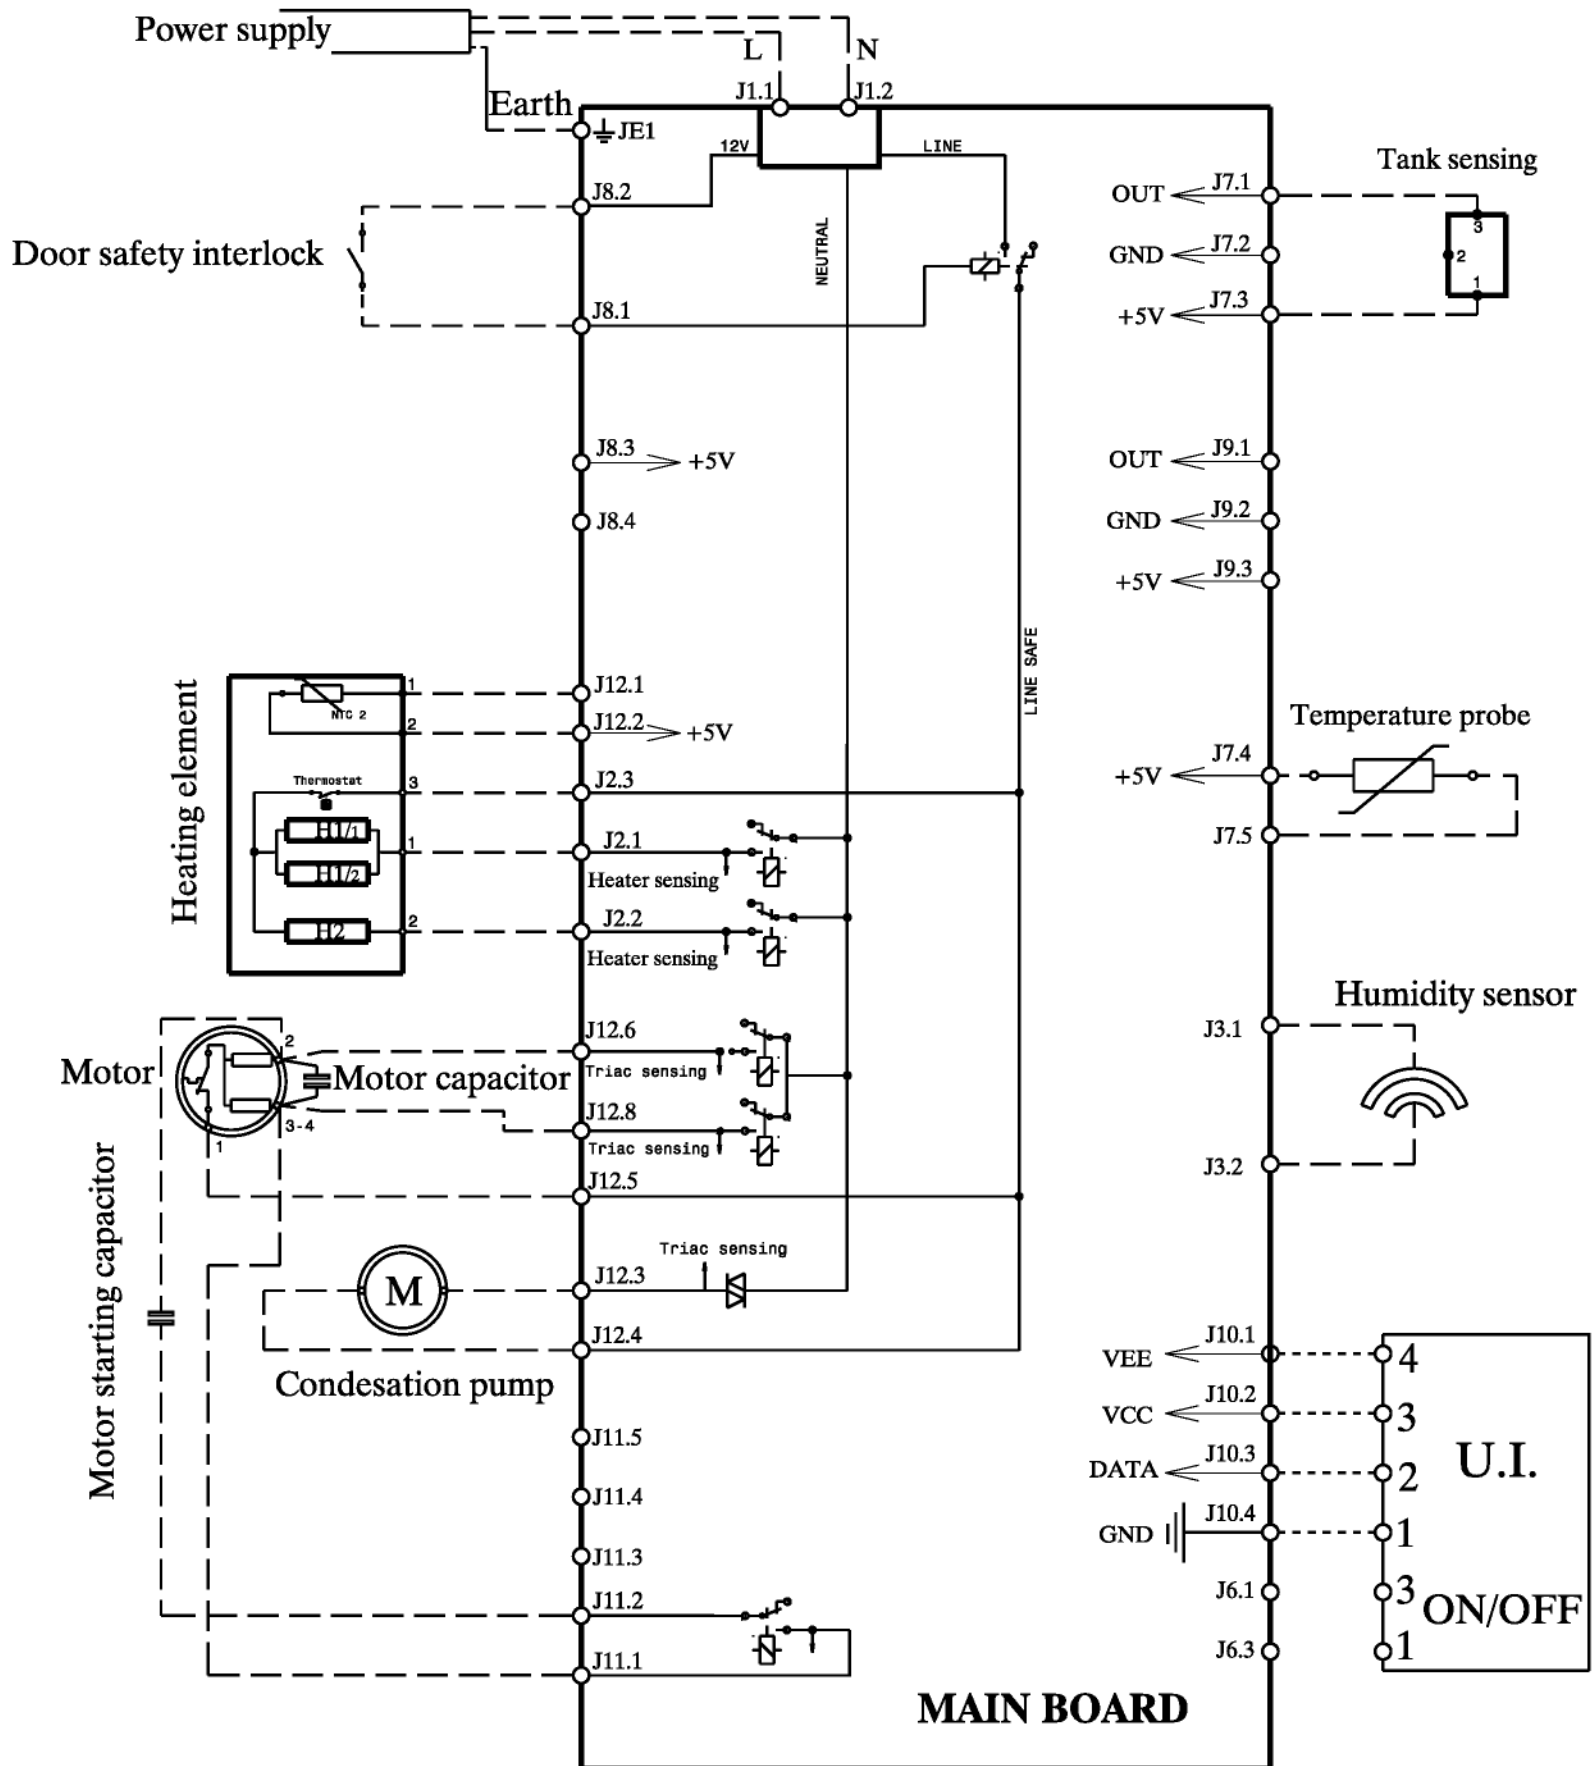 Power supply
L
N
J1.1
J1.2
Earth
JE1
12V
LINE
Tank sensing
J8.2
OUT
J7.1
3
Door safety interlock
NEUTRAL
GND
J7.2
2
1
J8.1
+5V
J7.3
J8.3
+5V
OUT
J9.1
J8.4
GND
J9.2
+5V
J9.3
LINE SAFE
Heating element
1
NTC 2
J12.1
2
J12.2
+5V
Temperature probe
Thermostat
3
J2.3
+5V
J7.4
H1/1
1
J2.1
J7.5
H1/2
Heater sensing
H2
2
J2.2
Heater sensing
Humidity sensor
J12.6
J3.1
2
Motor
Motor capacitor
Triac sensing
J12.8
3-4
1
Triac sensing
J3.2
J12.5
Motor starting capacitor
Triac sensing
M
J12.3
J12.4
Condesation pump
VEE
J10.1
4
VCC
J10.2
3
J11.5
U.I.
DATA
J10.3
2
J11.4
GND
J10.4
1
J11.3
J6.1
3
ON/OFF
J11.2
J6.3
1
J11.1
MAIN BOARD